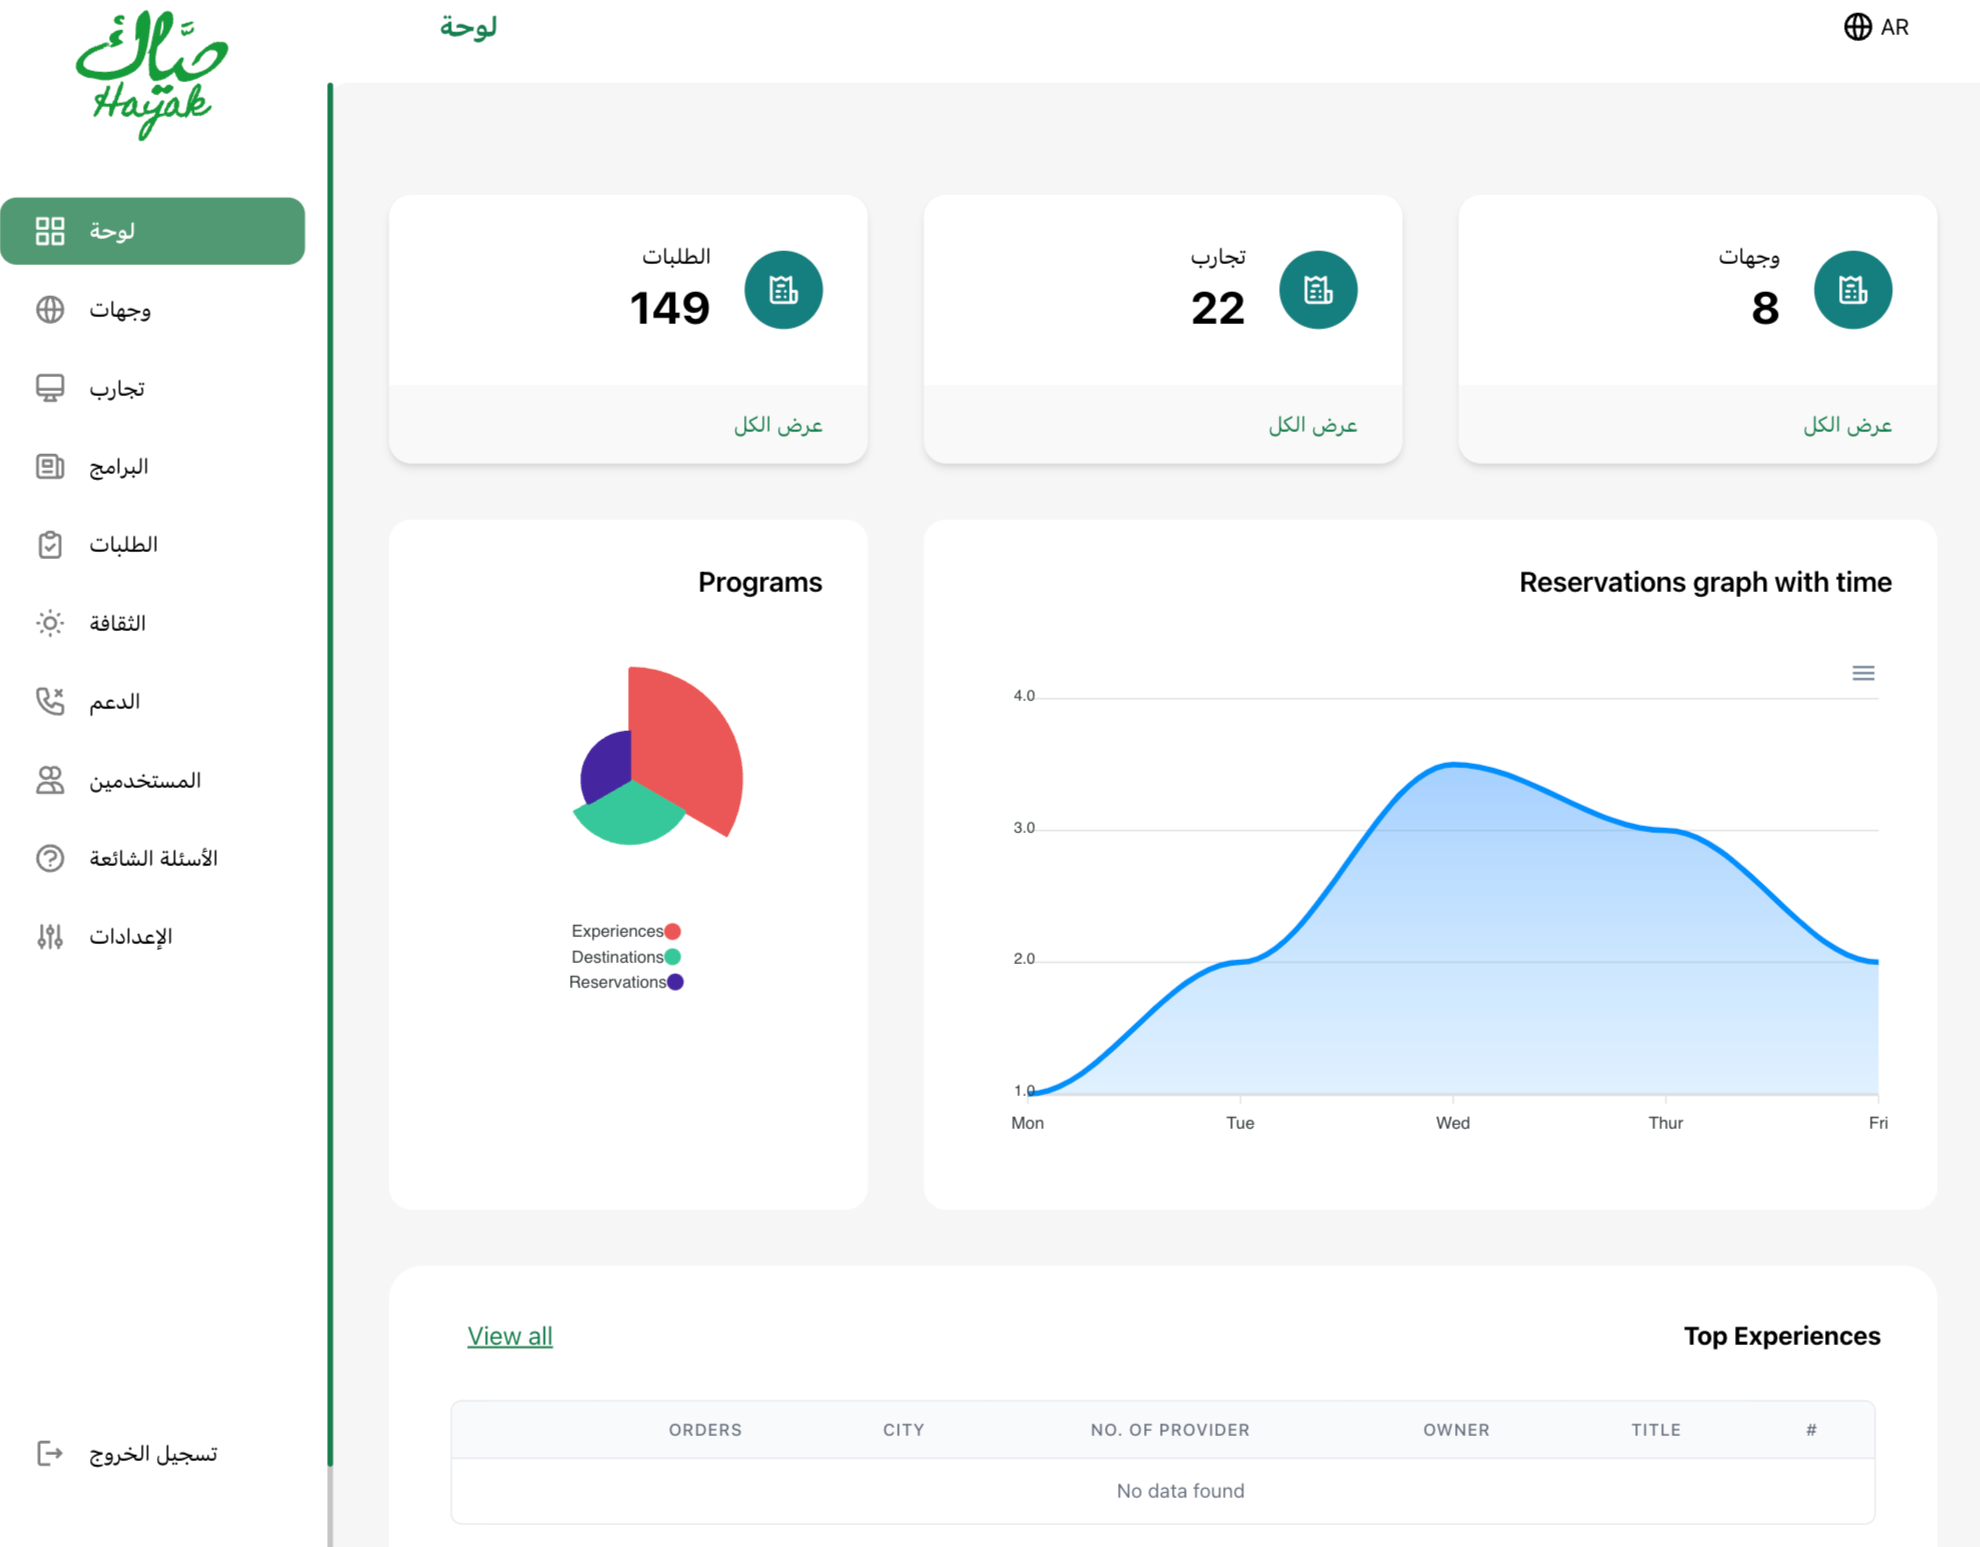 حيَّاك
Hayak
لوحة
AR
لوحة
وجهات
تجارب
البرامج
الطلبات
الثقافة
الدعم
المستخدمين
الأسئلة الشائعة
الإعدادات
تسجيل الخروج
وجهات
8
عرض الكل
تجارب
22
عرض الكل
الطلبات
149
عرض الكل
Reservations graph with time
4.0
3.0
2.0
1.0
Mon Tue Wed Thur Fri
Programs
Experiences
Destinations
Reservations
Top Experiences
View all
# TITLE OWNER NO. OF PROVIDER CITY ORDERS
No data found